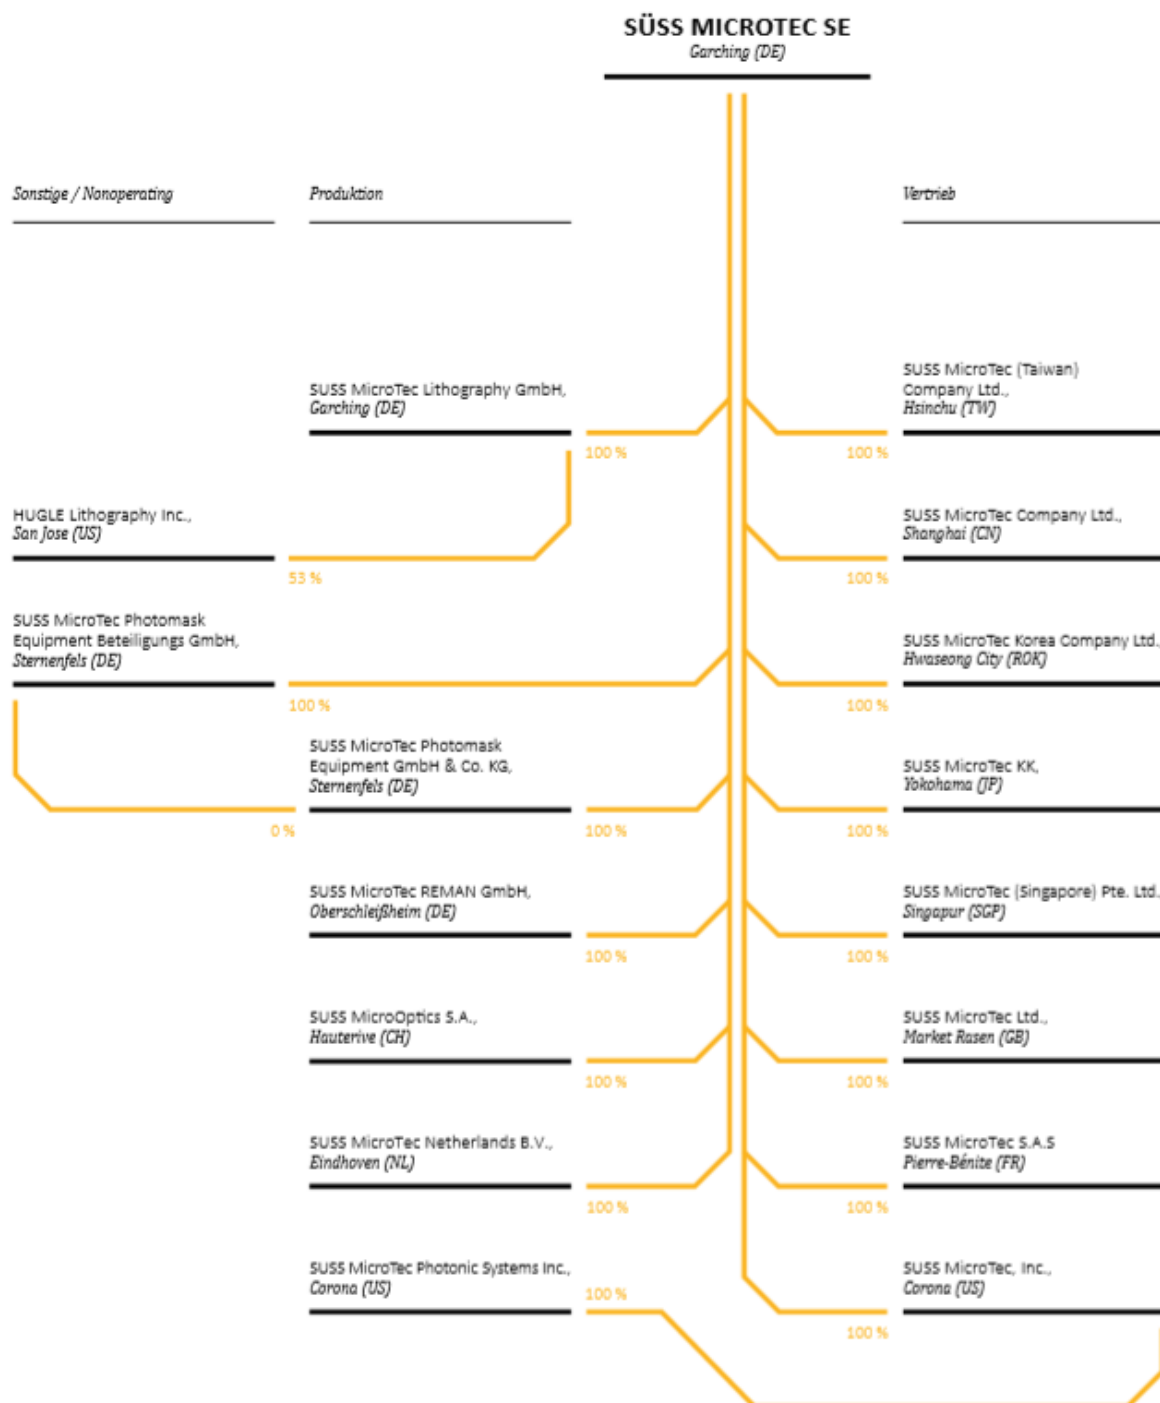 SÜSS MICROTEC SE
Garching (DE)
Sonstige / Nonoperating
Produktion
Vertrieb
SUSS MicroTec Lithography GmbH,
Garching (DE)
100 %
SUSS MicroTec (Taiwan)
Company Ltd.,
Hsinchu (TW)
100 %
HUGLE Lithography Inc.,
San Jose (US)
53 %
SUSS MicroTec Company Ltd.,
Shanghai (CN)
100 %
SUSS MicroTec Photomask
Equipment Beteiligungs GmbH,
Sternenfels (DE)
100 %
SUSS MicroTec Korea Company Ltd.,
Hwaseong City (ROK)
100 %
SUSS MicroTec Photomask
Equipment GmbH & Co. KG,
Sternenfels (DE)
0 %
100 %
SUSS MicroTec KK,
Yokohama (JP)
100 %
SUSS MicroTec REMAN GmbH,
Oberschleißheim (DE)
100 %
SUSS MicroTec (Singapore) Pte. Ltd.
Singapur (SGP)
100 %
SUSS MicroOptics S.A.,
Hauterive (CH)
100 %
SUSS MicroTec Ltd.,
Market Rasen (GB)
100 %
SUSS MicroTec Netherlands B.V.,
Eindhoven (NL)
100 %
SUSS MicroTec S.A.S
Pierre-Bénite (FR)
100 %
SUSS MicroTec Photonic Systems Inc.,
Corona (US)
100 %
SUSS MicroTec, Inc.,
Corona (US)
100 %